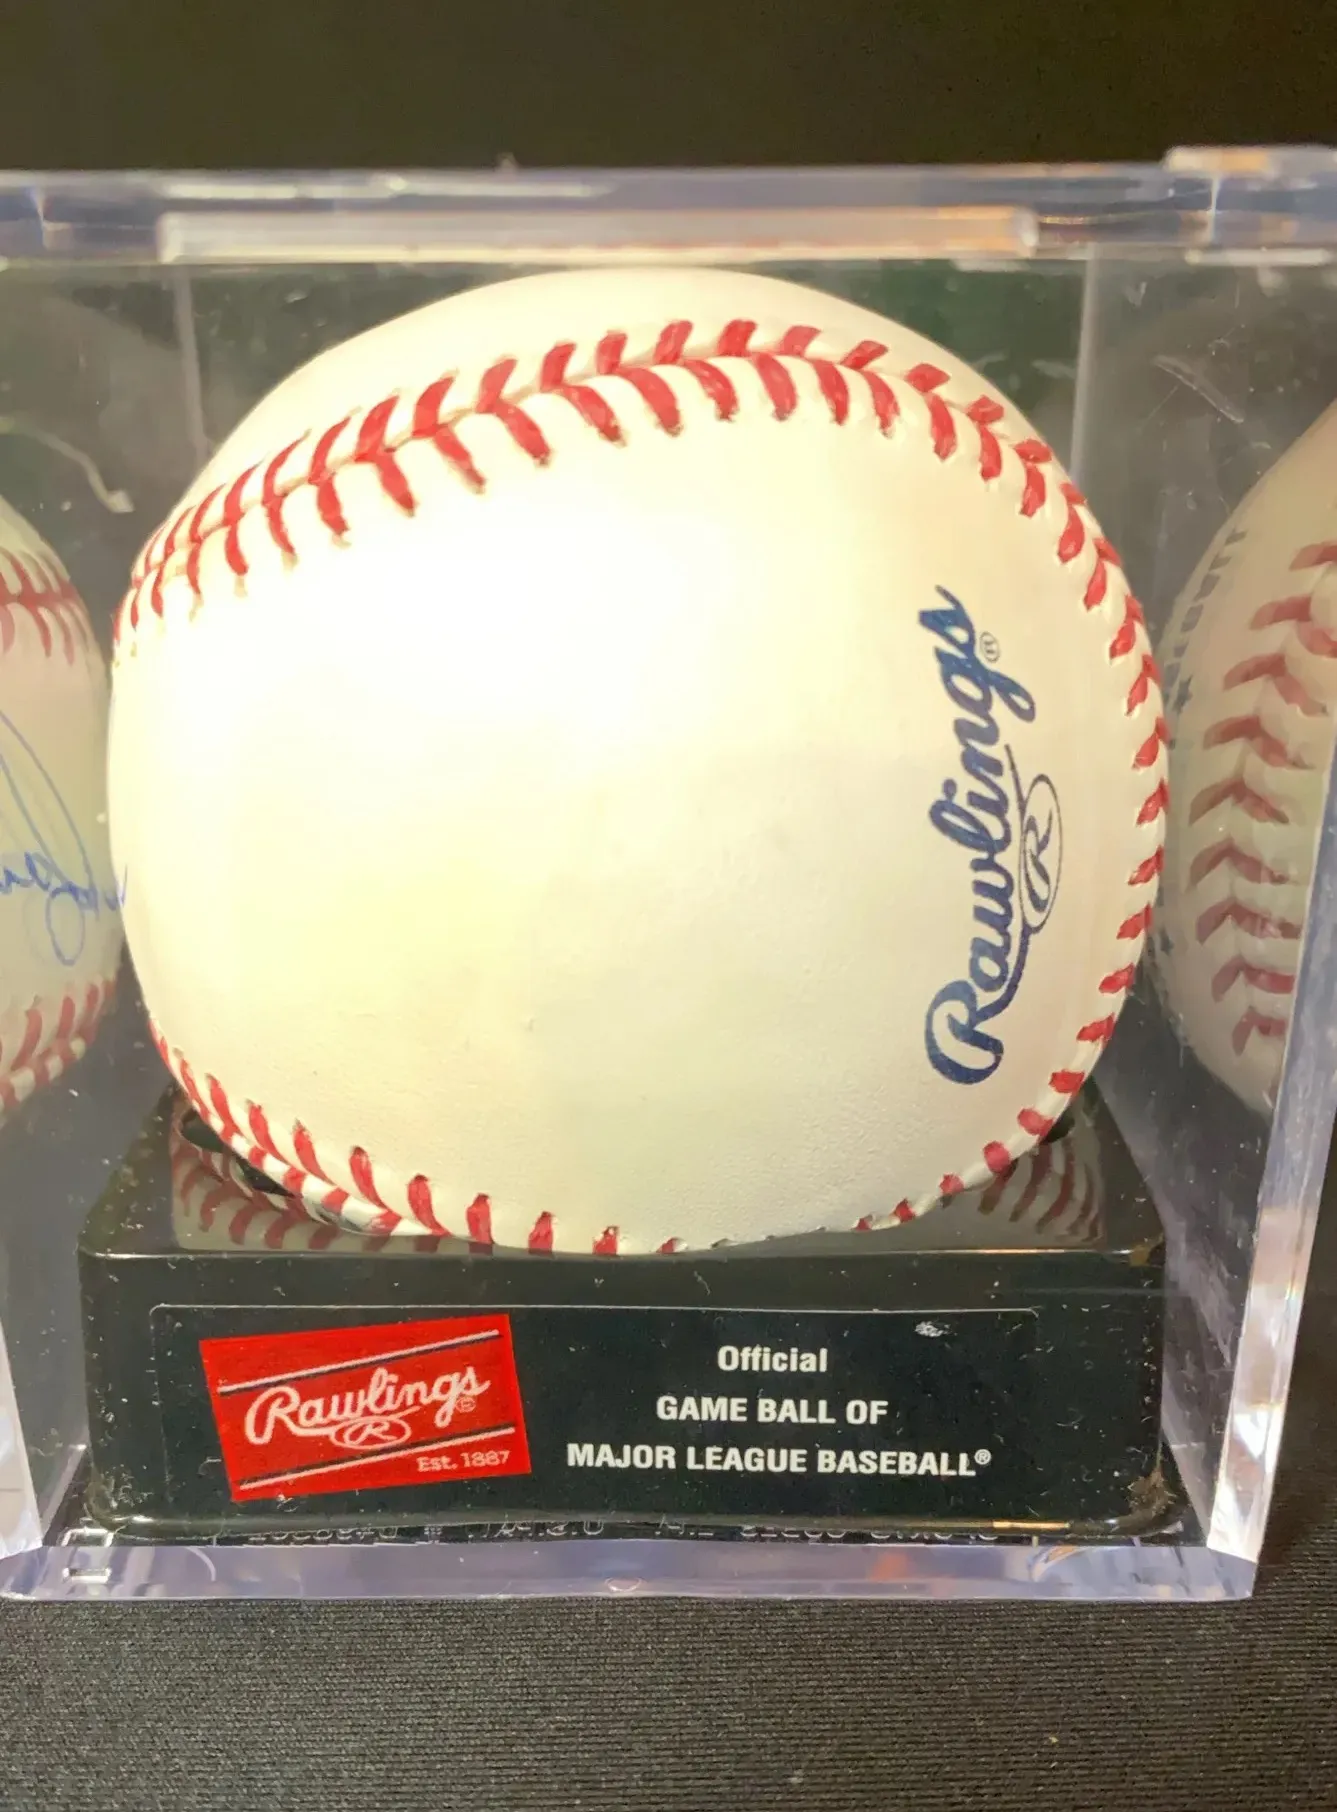 Rawlings®
R
Rawlings®
R
Est. 1887
Official
GAME BALL OF
MAJOR LEAGUE BASEBALL®